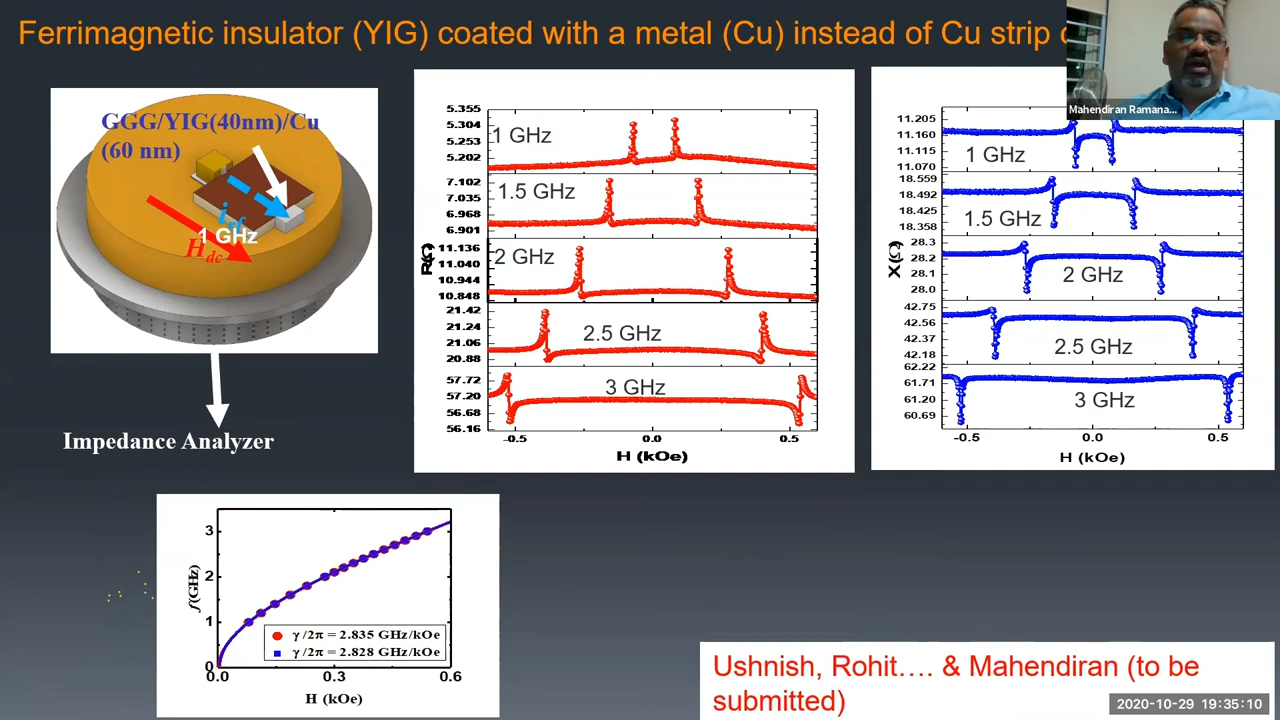 Ferrimagnetic insulator (YIG) coated with a metal (Cu) instead of Cu strip
Mahendiran Ramana...
GGG/YIG(40nm)/Cu
(60 nm)
i_rf
1 GHz
H_dc
Impedance Analyzer
5.355
5.304
5.253
5.202
1 GHz
7.102
7.035
6.968
6.901
1.5 GHz
11.136
11.040
10.944
10.848
2 GHz
21.42
21.24
21.06
20.88
2.5 GHz
57.72
57.20
56.68
56.16
3 GHz
R(Ω)
-0.5 0.0 0.5
H (kOe)
11.205
11.160
11.115
11.070
1 GHz
18.559
18.492
18.425
18.358
1.5 GHz
28.3
28.2
28.1
28.0
2 GHz
42.75
42.56
42.37
42.18
2.5 GHz
62.22
61.71
61.20
60.69
3 GHz
X(Ω)
-0.5 0.0 0.5
H (kOe)
3
2
1
0
f(GHz)
γ/2π = 2.835 GHz/kOe
γ/2π = 2.828 GHz/kOe
0.0 0.3 0.6
H (kOe)
Ushnish, Rohit…. & Mahendiran (to be
submitted)
2020-10-29 19:35:10